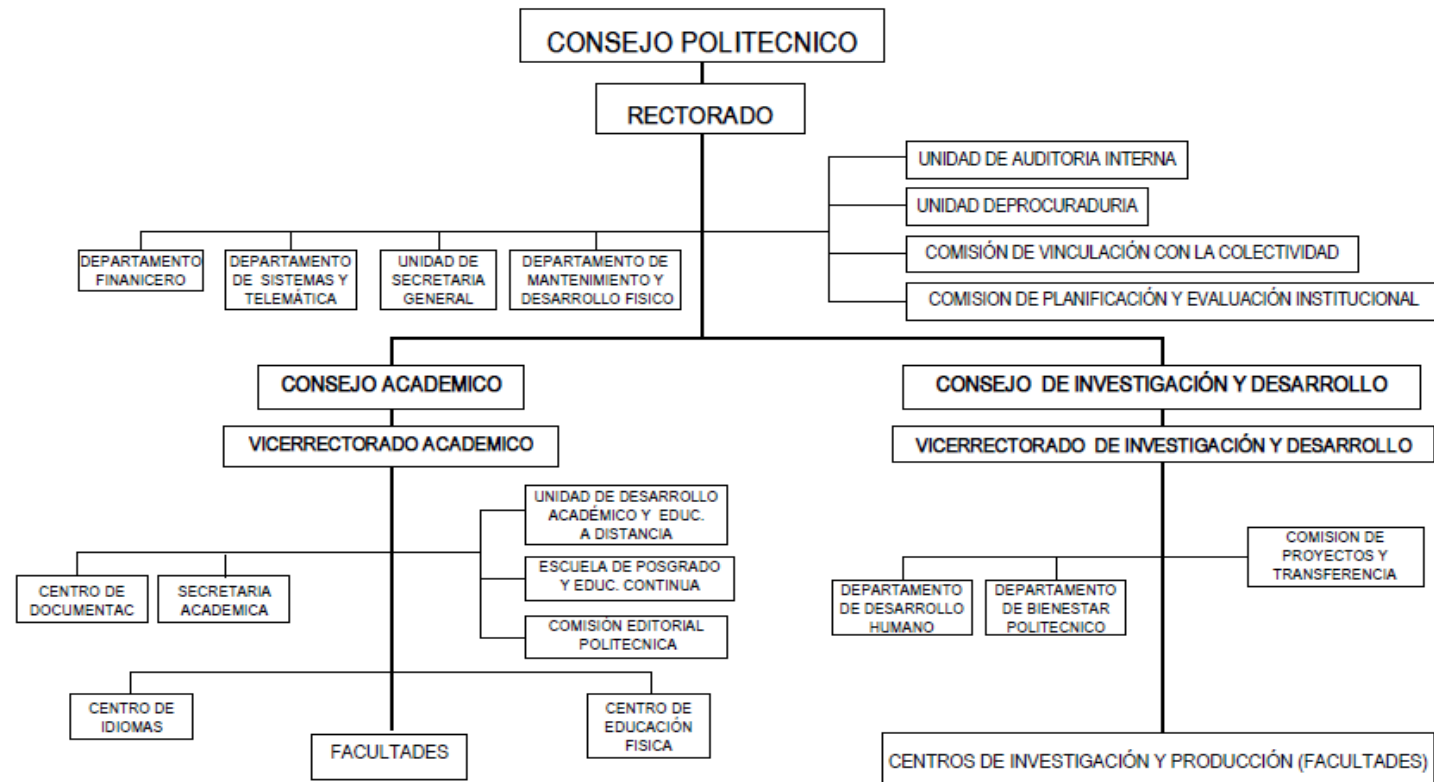 CONSEJO POLITECNICO
RECTORADO
UNIDAD DE AUDITORIA INTERNA
UNIDAD DEPROCURADURIA
COMISIÓN DE VINCULACIÓN CON LA COLECTIVIDAD
COMISION DE PLANIFICACIÓN Y EVALUACIÓN INSTITUCIONAL
DEPARTAMENTO
FINANICERO
DEPARTAMENTO
DE SISTEMAS Y
TELEMÁTICA
UNIDAD DE
SECRETARIA
GENERAL
DEPARTAMENTO DE
MANTENIMIENTO Y
DESARROLLO FISICO
CONSEJO ACADEMICO
VICERRECTORADO ACADEMICO
UNIDAD DE DESARROLLO
ACADÉMICO Y EDUC.
A DISTANCIA
ESCUELA DE POSGRADO
Y EDUC. CONTINUA
COMISIÓN EDITORIAL
POLITECNICA
CENTRO DE
DOCUMENTAC
SECRETARIA
ACADEMICA
CENTRO DE
IDIOMAS
CENTRO DE
EDUCACIÓN
FISICA
FACULTADES
CONSEJO DE INVESTIGACIÓN Y DESARROLLO
VICERRECTORADO DE INVESTIGACIÓN Y DESARROLLO
COMISION DE
PROYECTOS Y
TRANSFERENCIA
DEPARTAMENTO
DE DESARROLLO
HUMANO
DEPARTAMENTO
DE BIENESTAR
POLITECNICO
CENTROS DE INVESTIGACIÓN Y PRODUCCIÓN (FACULTADES)